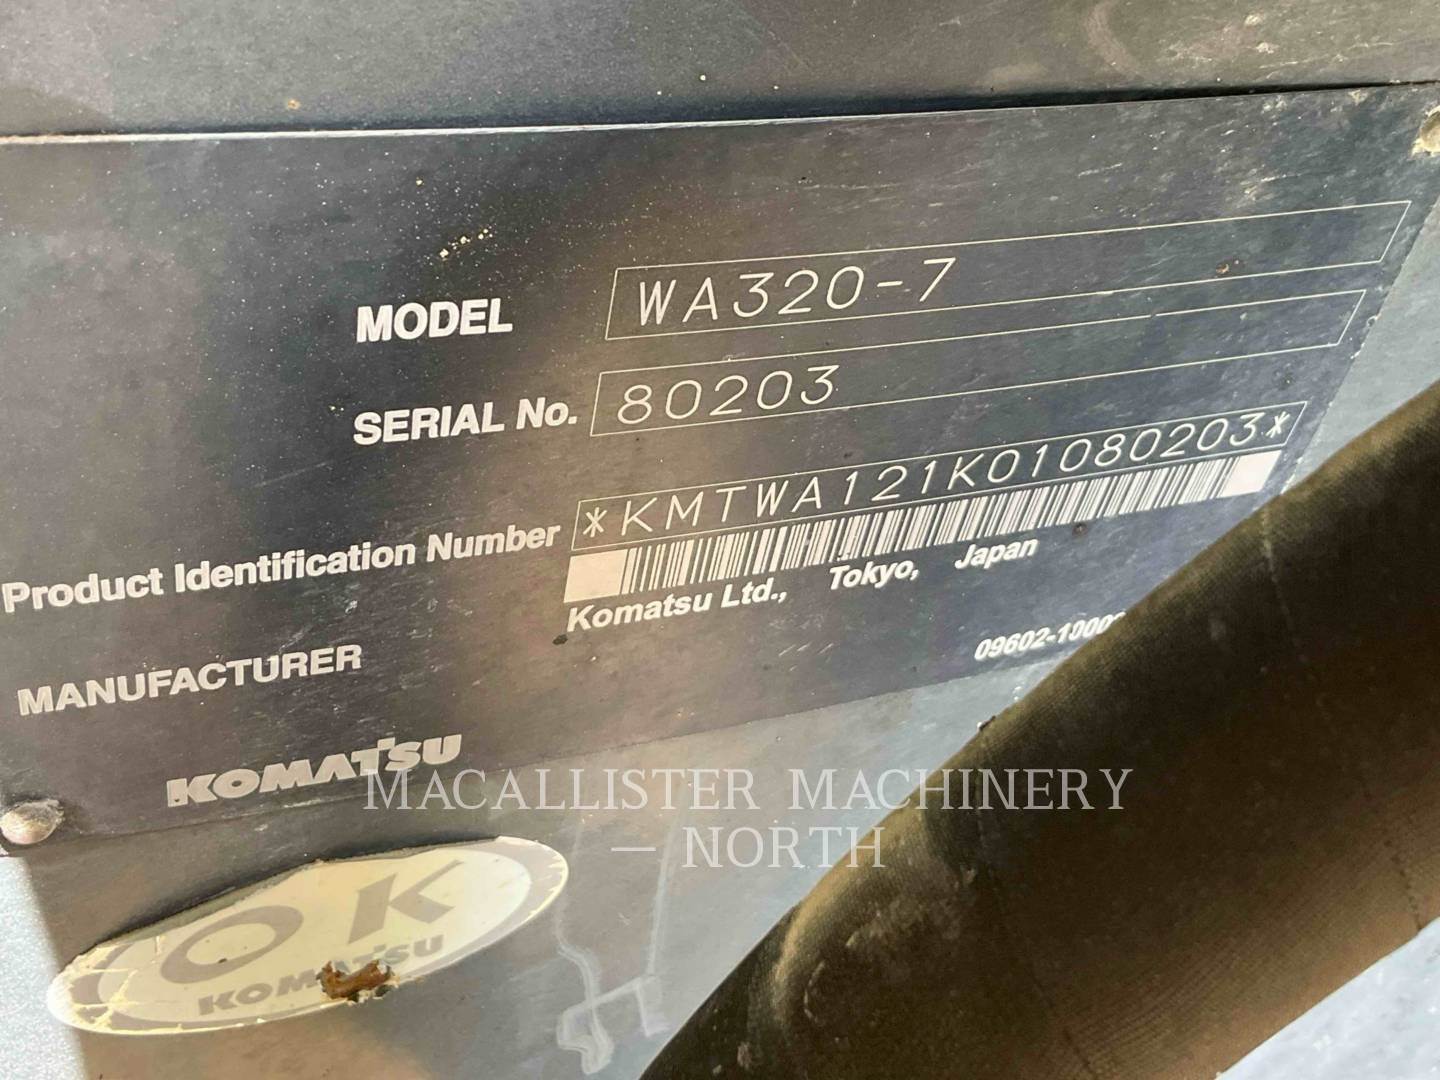 MODEL WA320-7
SERIAL No. 80203
Product Identification Number *KMTWA121K01080203*
MANUFACTURER Komatsu Ltd., Tokyo, Japan
KOMATSU
MACALLISTER MACHINERY
— NORTH
OK
KOMATSU